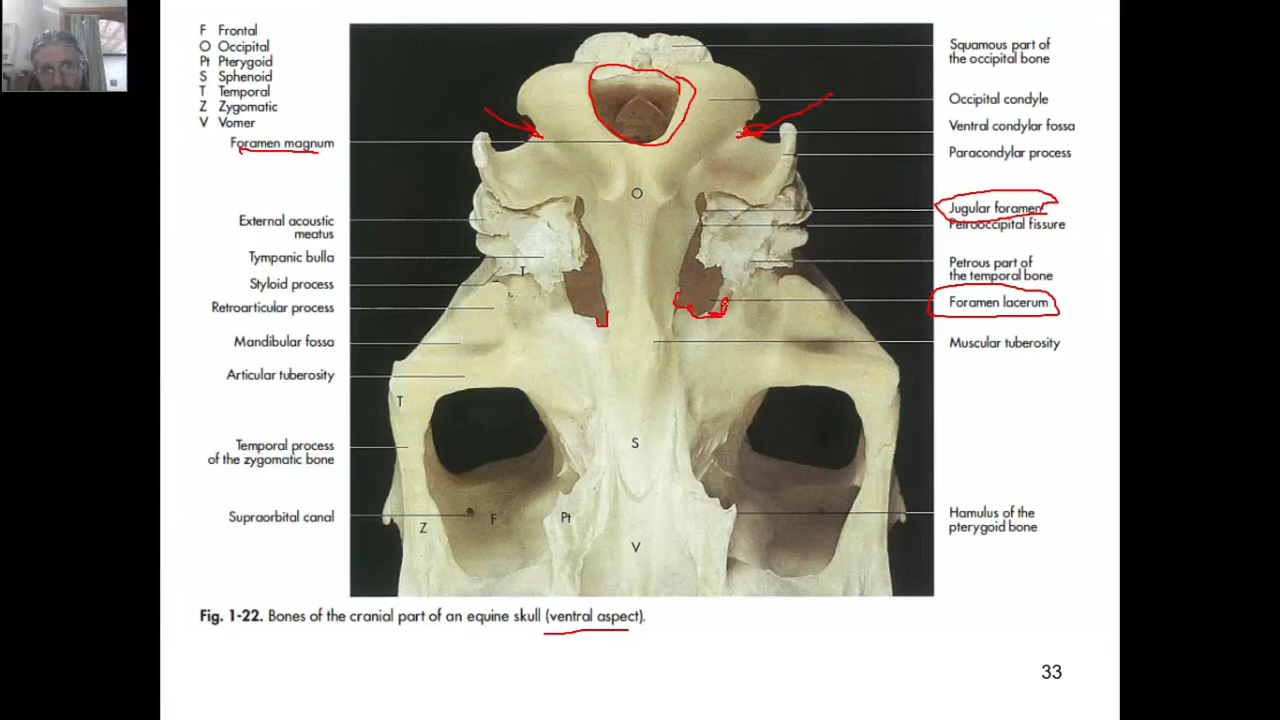 F Frontal
O Occipital
Pt Pterygoid
S Sphenoid
T Temporal
Z Zygomatic
V Vomer
Foramen magnum
External acoustic
meatus
Tympanic bulla
Styloid process
Retroarticular process
Mandibular fossa
Articular tuberosity
Temporal process
of the zygomatic bone
Supraorbital canal
O
T
T
S
F
Pt
Z
V
Squamous part of
the occipital bone
Occipital condyle
Ventral condylar fossa
Paracondylar process
Jugular foramen
Petrooccipital fissure
Petrous part of
the temporal bone
Foramen lacerum
Muscular tuberosity
Hamulus of the
pterygoid bone
Fig. 1-22. Bones of the cranial part of an equine skull (ventral aspect).
33